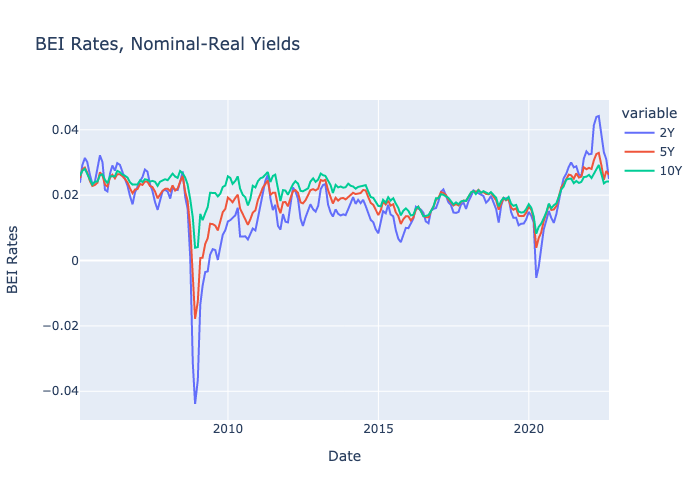 BEI Rates, Nominal-Real Yields
variable
2Y
5Y
10Y
BEI Rates
0.04
0.02
0
−0.02
−0.04
2010
2015
2020
Date